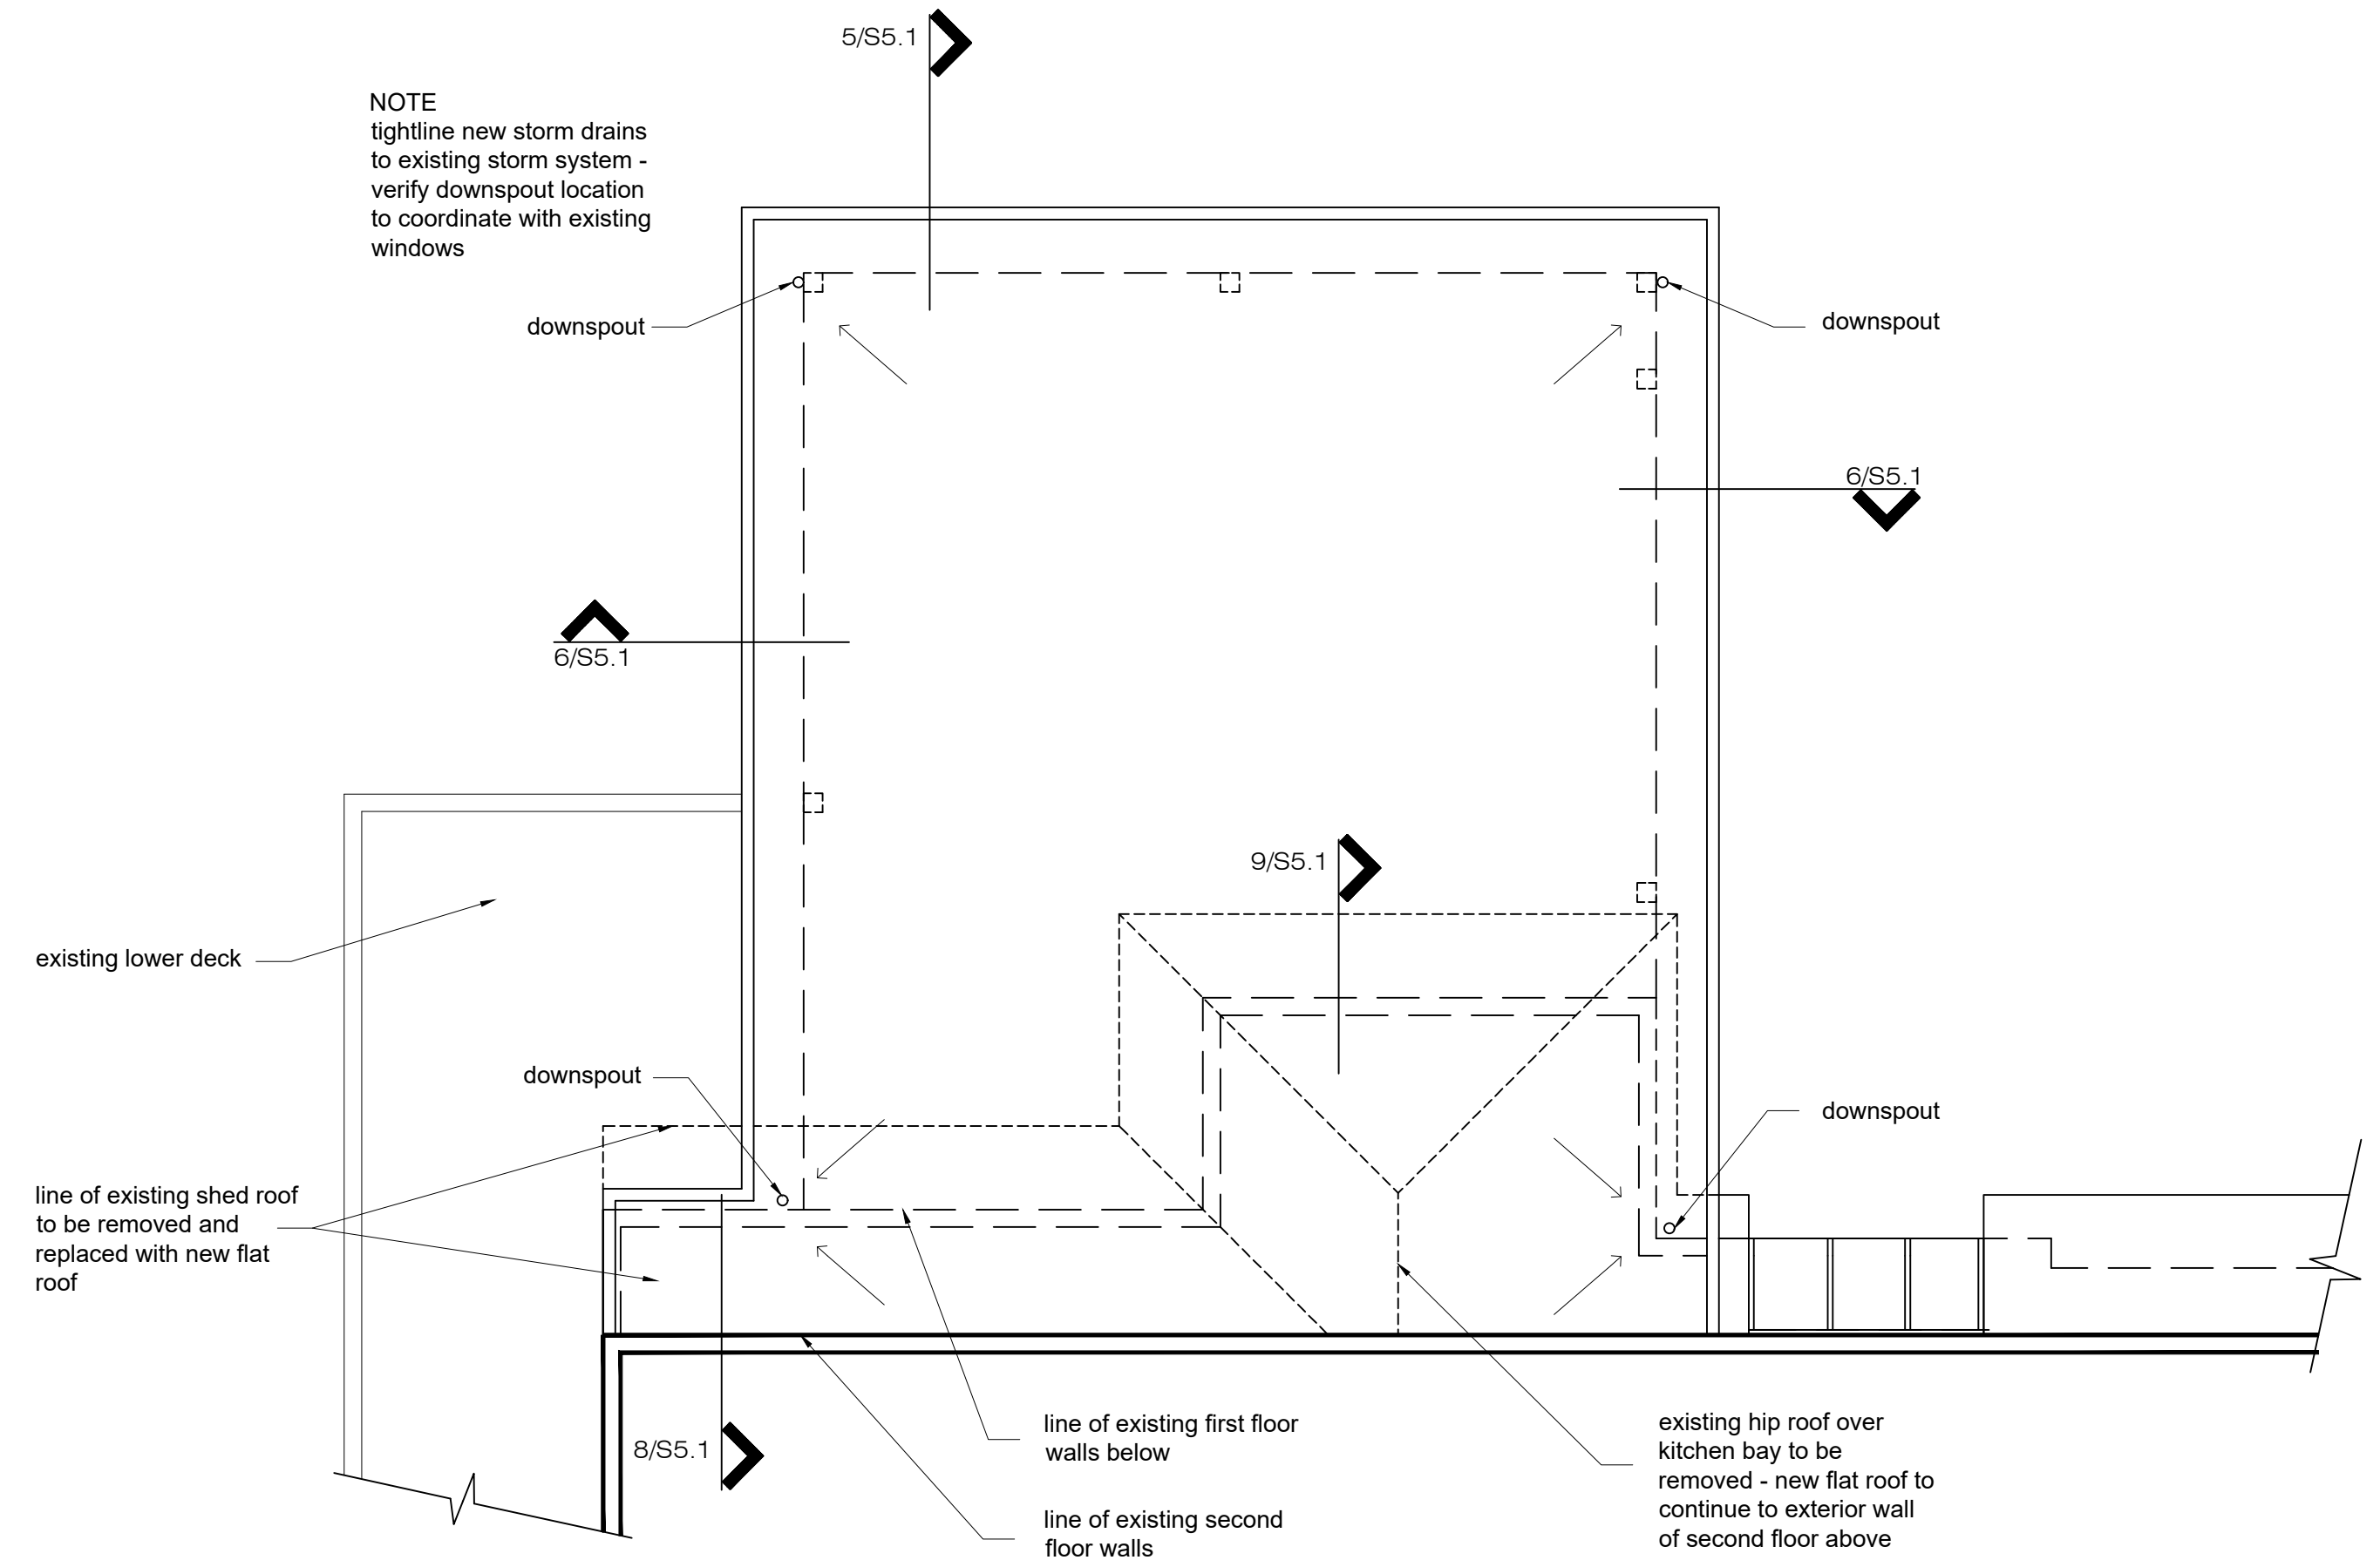 5/S5.1
NOTE
tightline new storm drains
to existing storm system -
verify downspout location
to coordinate with existing
windows
downspout
downspout
6/S5.1
6/S5.1
9/S5.1
existing lower deck
downspout
downspout
line of existing shed roof
to be removed and
replaced with new flat
roof
8/S5.1
line of existing first floor
walls below
line of existing second
floor walls
existing hip roof over
kitchen bay to be
removed - new flat roof to
continue to exterior wall
of second floor above